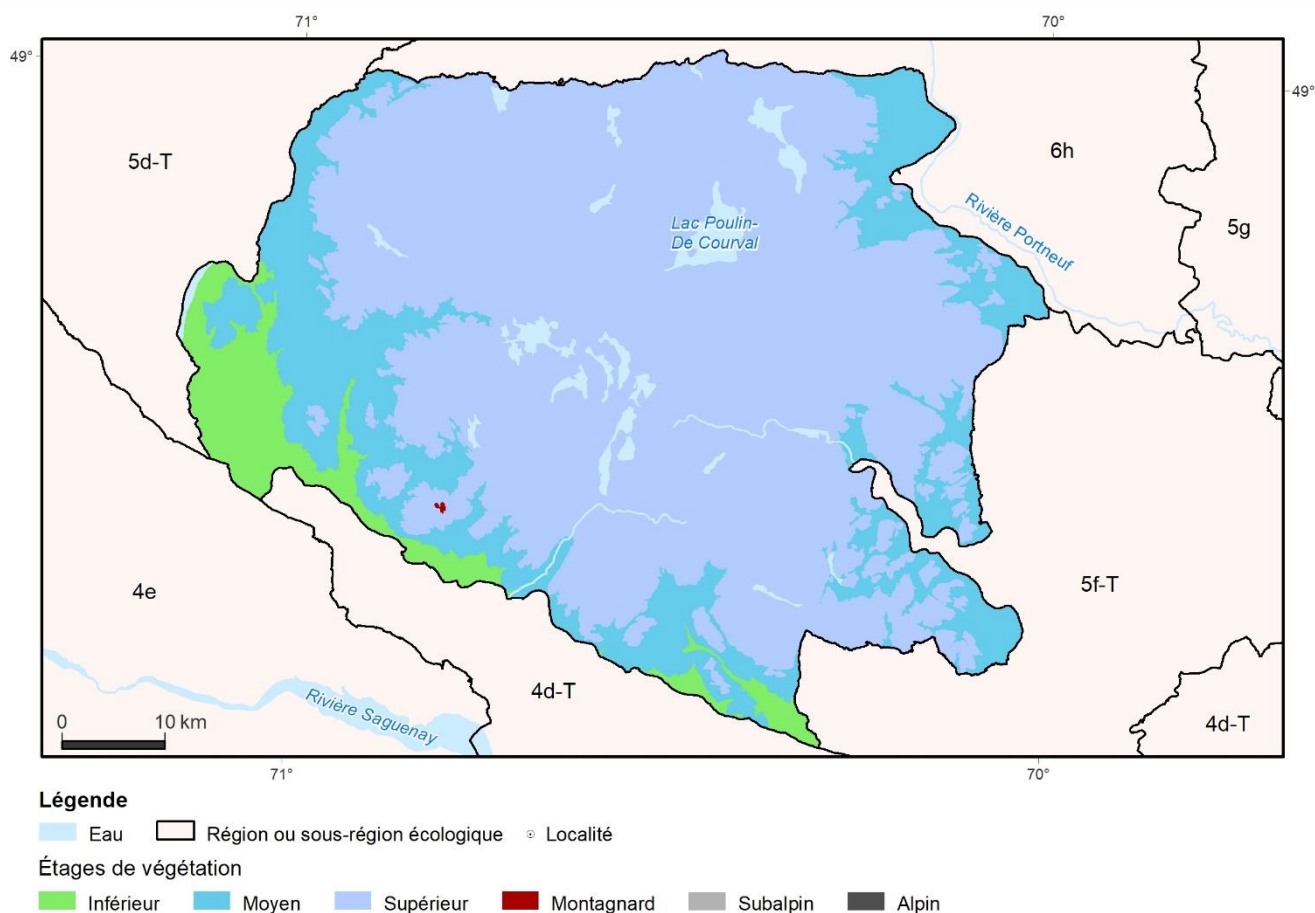 71°
70°
49°
49°
5d-T
6h
5g
Lac Poulin-
De Courval
Rivière Portneuf
5f-T
4e
4d-T
4d-T
Rivière Saguenay
0 10 km
71°
70°
Légende
Eau Région ou sous-région écologique Localité
Étages de végétation
Inférieur Moyen Supérieur Montagnard Subalpin Alpin